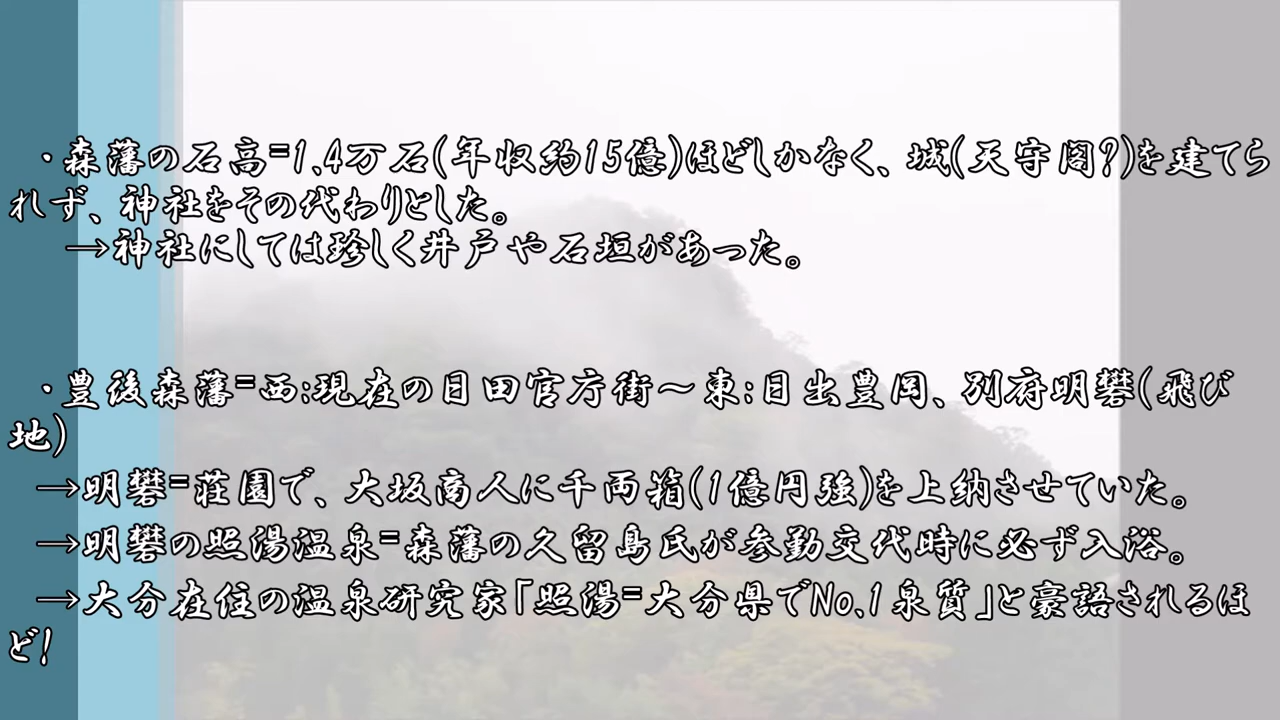 ・森藩の石高=1.4万石(年収約15億)ほどしかなく、城(天守閣?)を建てら
れず、神社をその代わりとした。
→神社にしては珍しく井戸や石垣があった。
・豊後森藩=西:現在の日田官庁街〜東:日出豊岡、別府明礬(飛び
地)
→明礬=荘園で、大坂商人に千両箱(1億円強)を上納させていた。
→明礬の照湯温泉=森藩の久留島氏が参勤交代時に必ず入浴。
→大分在住の温泉研究家「照湯=大分県でNo.1泉質」と豪語されるほ
ど!